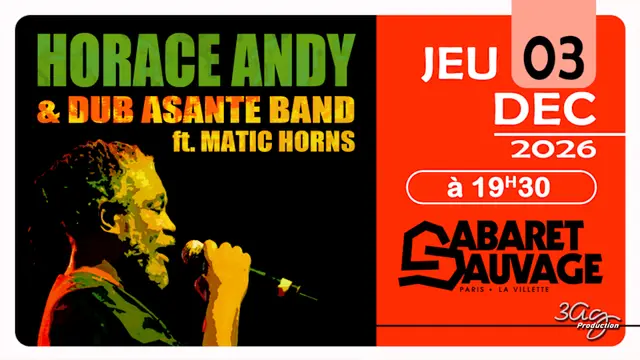 HORACE ANDY
& DUB ASANTE BAND
ft. MATIC HORNS
JEU 03
DEC
2026
à 19H30
CABARET
SAUVAGE
PARIS • LA VILLETTE
3Ag
Production